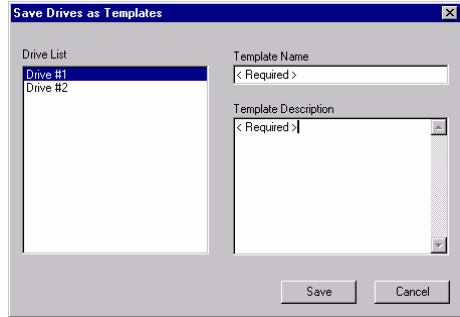 Save Drives as Templates
Drive List
Drive #1
Drive #2
Template Name
< Required >
Template Description
< Required >
Save
Cancel